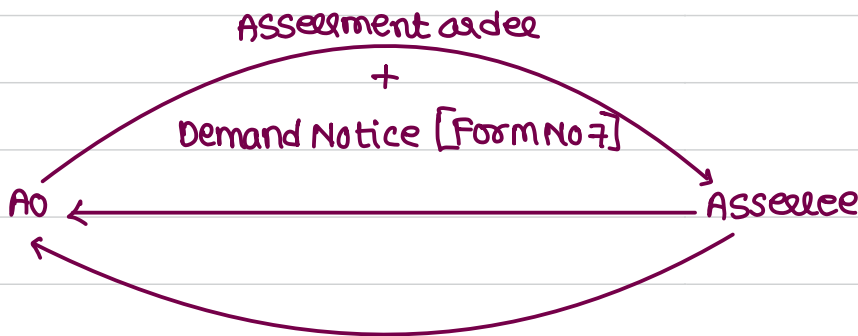 Assessment order
+
Demand Notice [Form No 7]
AO
Assessee